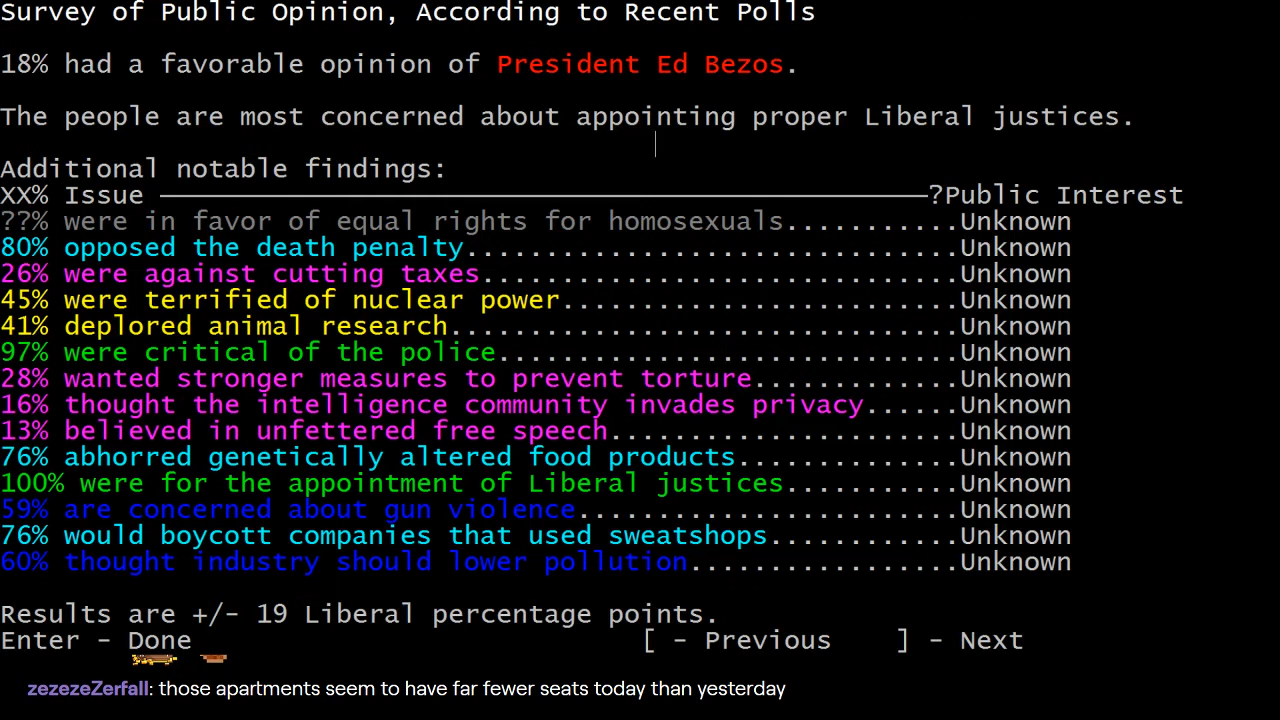 Survey of Public Opinion, According to Recent Polls
18% had a favorable opinion of President Ed Bezos.
The people are most concerned about appointing proper Liberal justices.
Additional notable findings:
XX% Issue ————————————————?Public Interest
??% were in favor of equal rights for homosexuals...........Unknown
80% opposed the death penalty...............................Unknown
26% were against cutting taxes..............................Unknown
45% were terrified of nuclear power.........................Unknown
41% deplored animal research................................Unknown
97% were critical of the police.............................Unknown
28% wanted stronger measures to prevent torture.............Unknown
16% thought the intelligence community invades privacy......Unknown
13% believed in unfettered free speech......................Unknown
76% abhorred genetically altered food products..............Unknown
100% were for the appointment of Liberal justices...........Unknown
59% are concerned about gun violence........................Unknown
76% would boycott companies that used sweatshops............Unknown
60% thought industry should lower pollution.................Unknown
Results are +/- 19 Liberal percentage points.
Enter - Done [ - Previous ] - Next
zezezeZerfall: those apartments seem to have far fewer seats today than yesterday